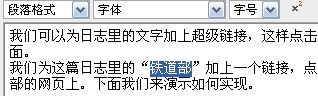 段落格式 字体 字号 ×²
我们可以为日志里的文字加上超级链接，这样点击
面。
我们为这篇日志里的“铁道部”加上一个链接，点
部的网页上。下面我们来演示如何实现。